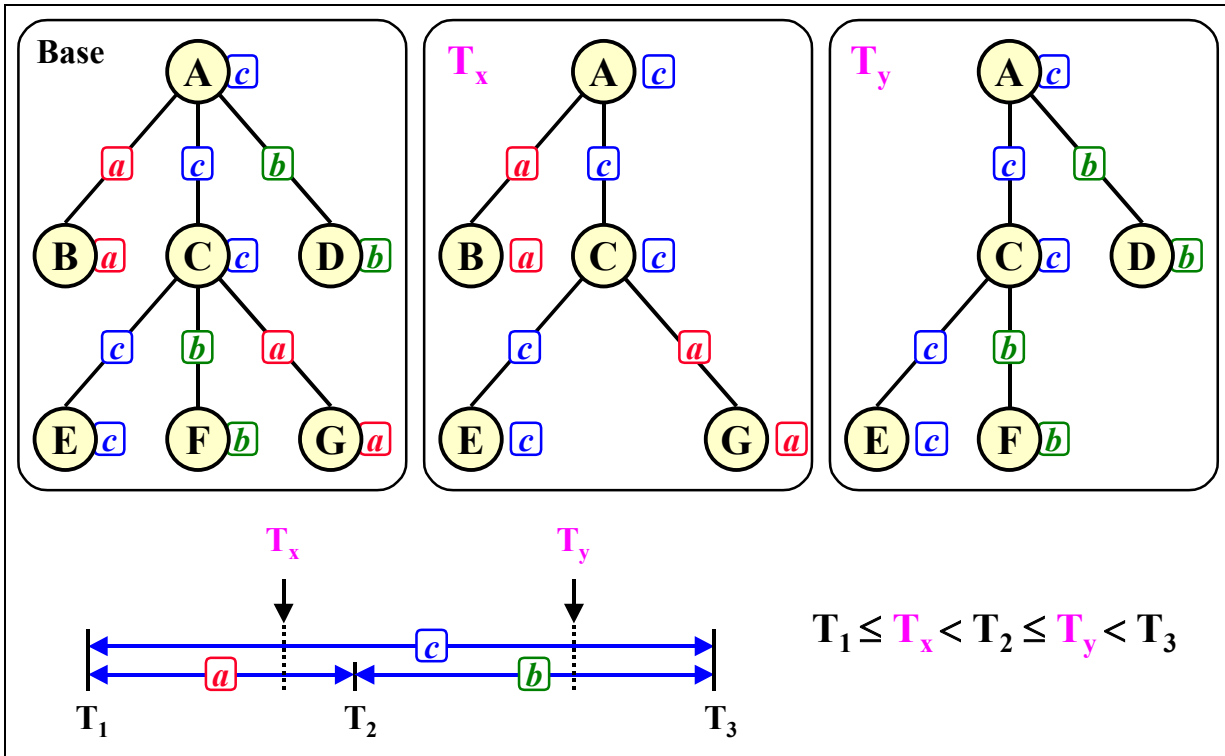 Base
A c
a c b
B a C c D b
c b a
E c F b G a
Tx
A c
a c
B a C c
c a
E c G a
Ty
A c
c b
C c D b
c b
E c F b
Tx Ty
c
a b
T1 T2 T3
T1 ≤ Tx < T2 ≤ Ty < T3